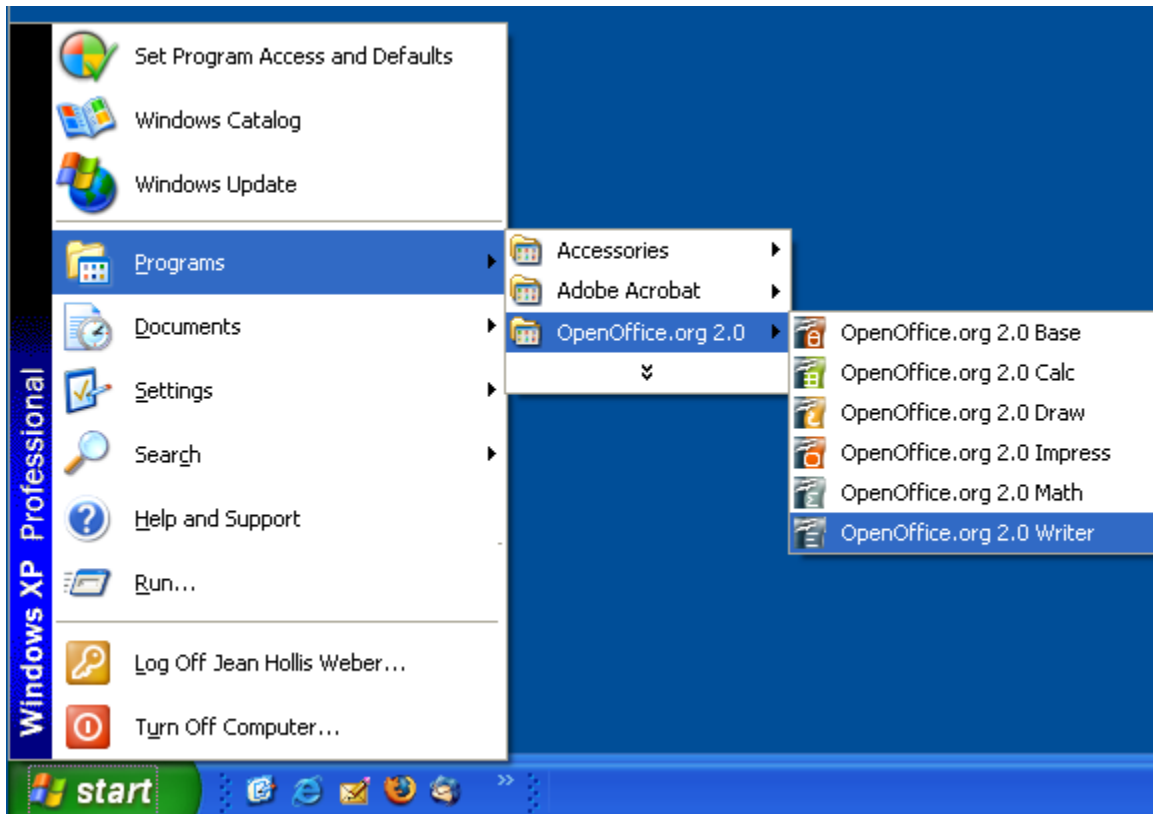 Set Program Access and Defaults
Windows Catalog
Windows Update
Programs
Documents
Settings
Search
Help and Support
Run...
Log Off Jean Hollis Weber...
Turn Off Computer...
Windows XP Professional
Accessories
Adobe Acrobat
OpenOffice.org 2.0
OpenOffice.org 2.0 Base
OpenOffice.org 2.0 Calc
OpenOffice.org 2.0 Draw
OpenOffice.org 2.0 Impress
OpenOffice.org 2.0 Math
OpenOffice.org 2.0 Writer
start